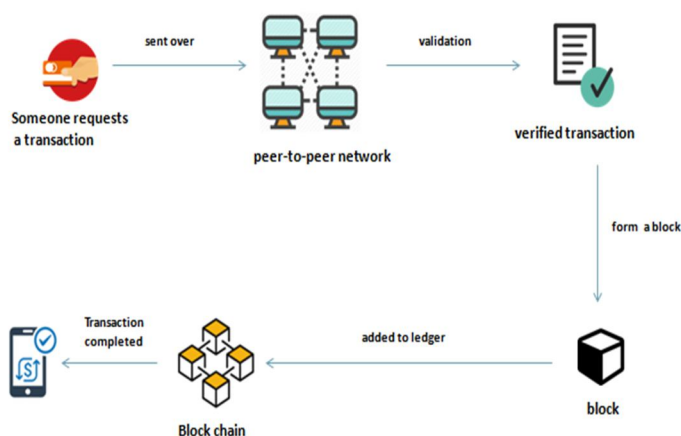 sent over
validation
Someone requests
a transaction
peer-to-peer network
verified transaction
form a block
Transaction
completed
added to ledger
block
Block chain